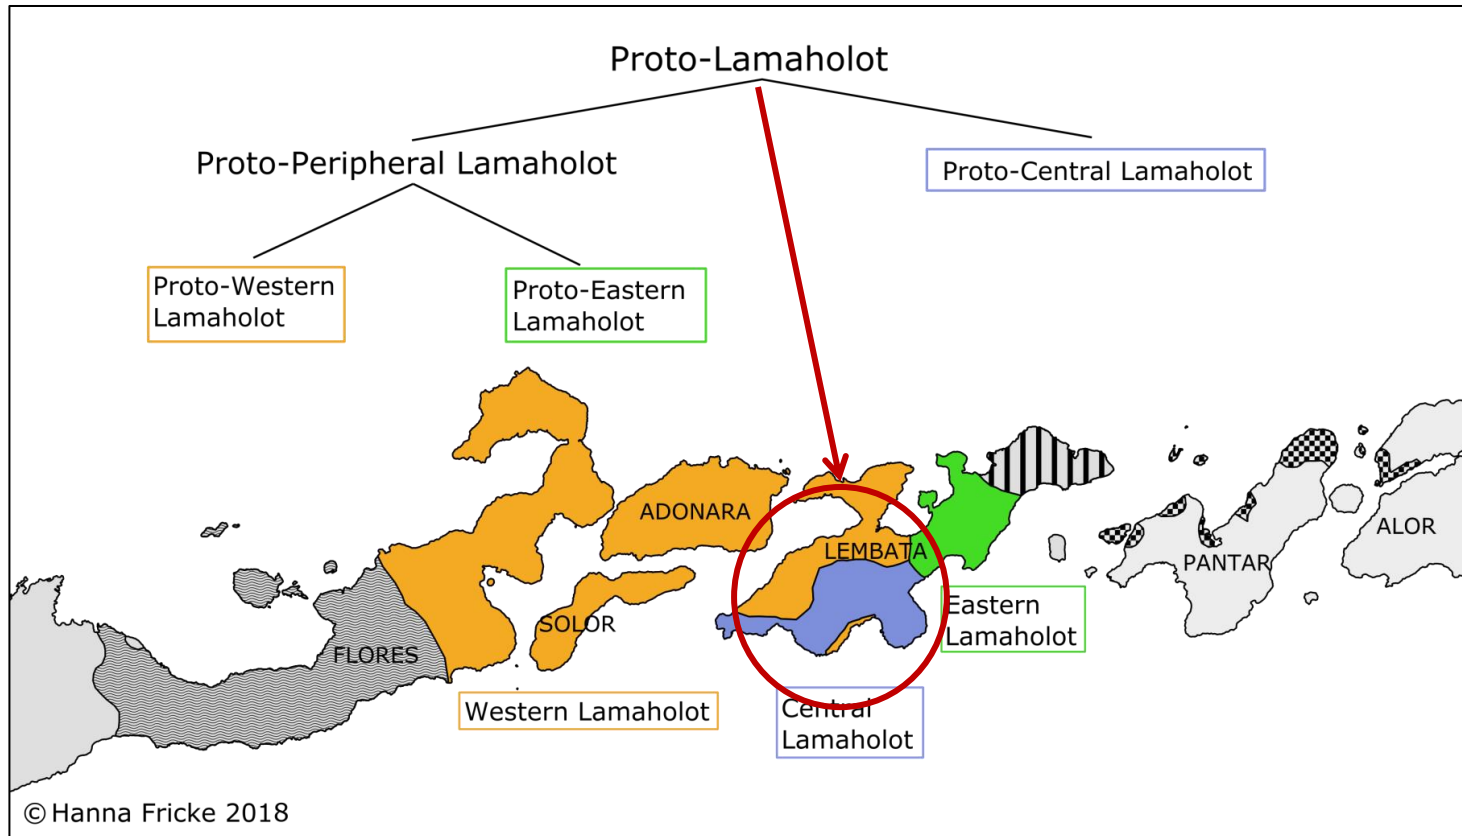 Proto-Lamaholot
Proto-Peripheral Lamaholot
Proto-Central Lamaholot
Proto-Western
Lamaholot
Proto-Eastern
Lamaholot
ADONARA
LEMBATA
ALOR
PANTAR
SOLOR
FLORES
Eastern
Lamaholot
Western Lamaholot
Central
Lamaholot
© Hanna Fricke 2018